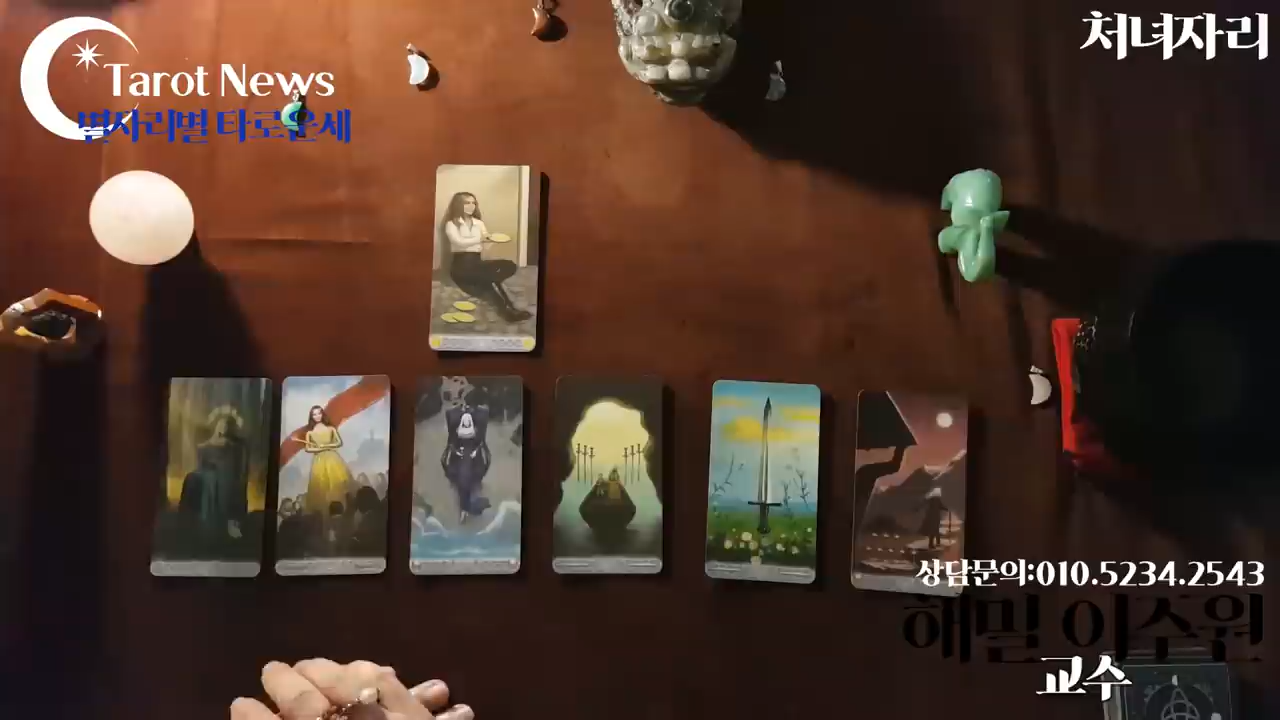 Tarot News
별자리별 타로운세
처녀자리
상담문의:010.5234.2543
해밀 이주원
교수